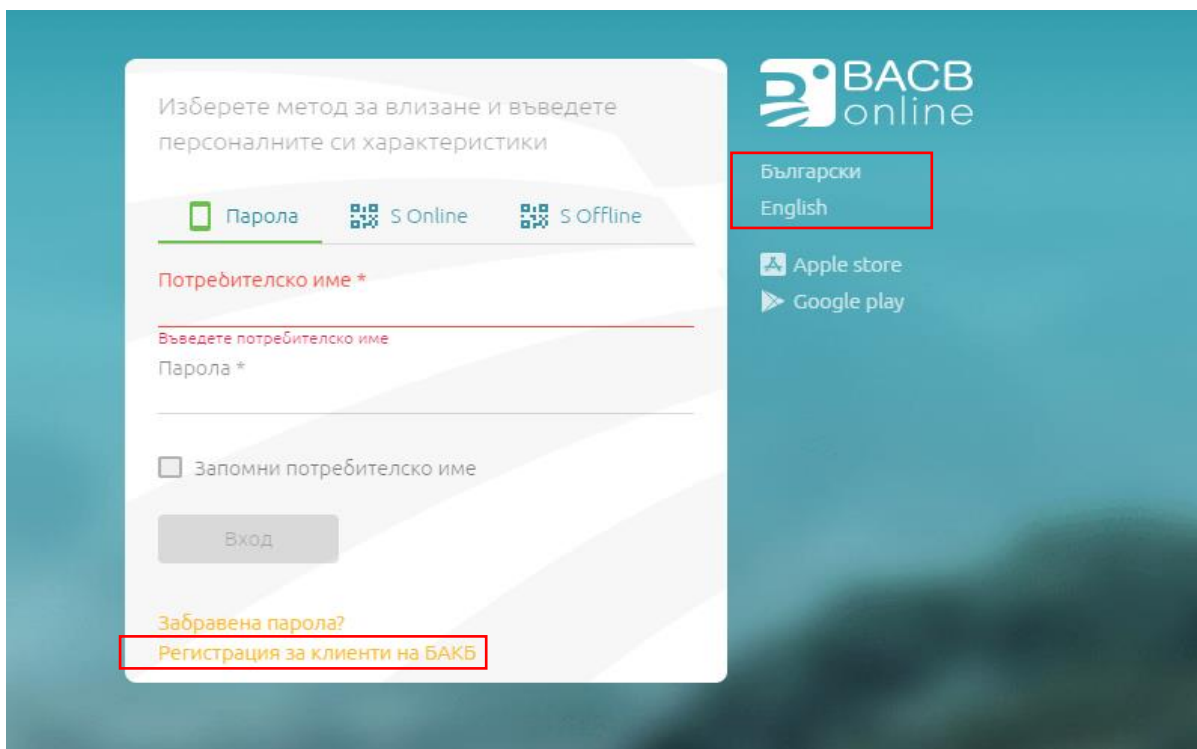 Изберете метод за влизане и въведете
персоналните си характеристики
Парола
S Online
S Offline
Потребителско име *
Въведете потребителско име
Парола *
Запомни потребителско име
Вход
Забравена парола?
Регистрация за клиенти на БАКБ
BACB
online
Български
English
Apple store
Google play